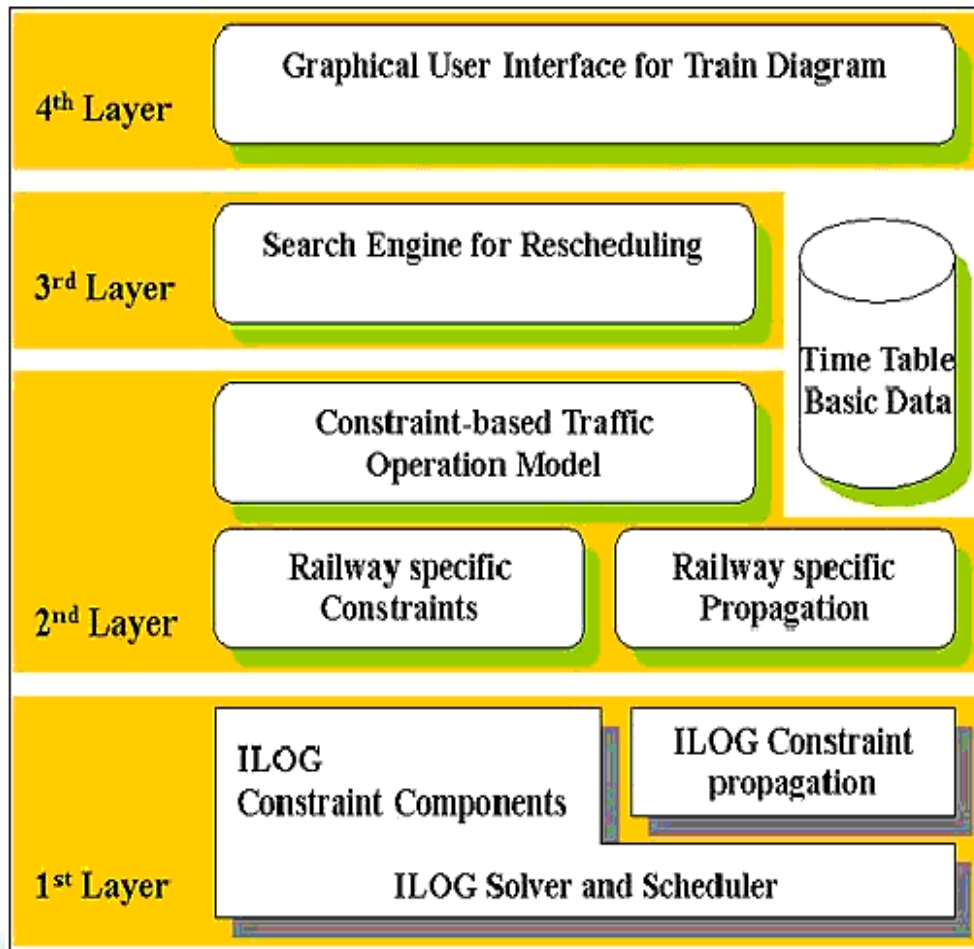 4th Layer
Graphical User Interface for Train Diagram
3rd Layer
Search Engine for Rescheduling
Time Table
Basic Data
2nd Layer
Constraint-based Traffic
Operation Model
Railway specific
Constraints
Railway specific
Propagation
1st Layer
ILOG
Constraint Components
ILOG Constraint
propagation
ILOG Solver and Scheduler